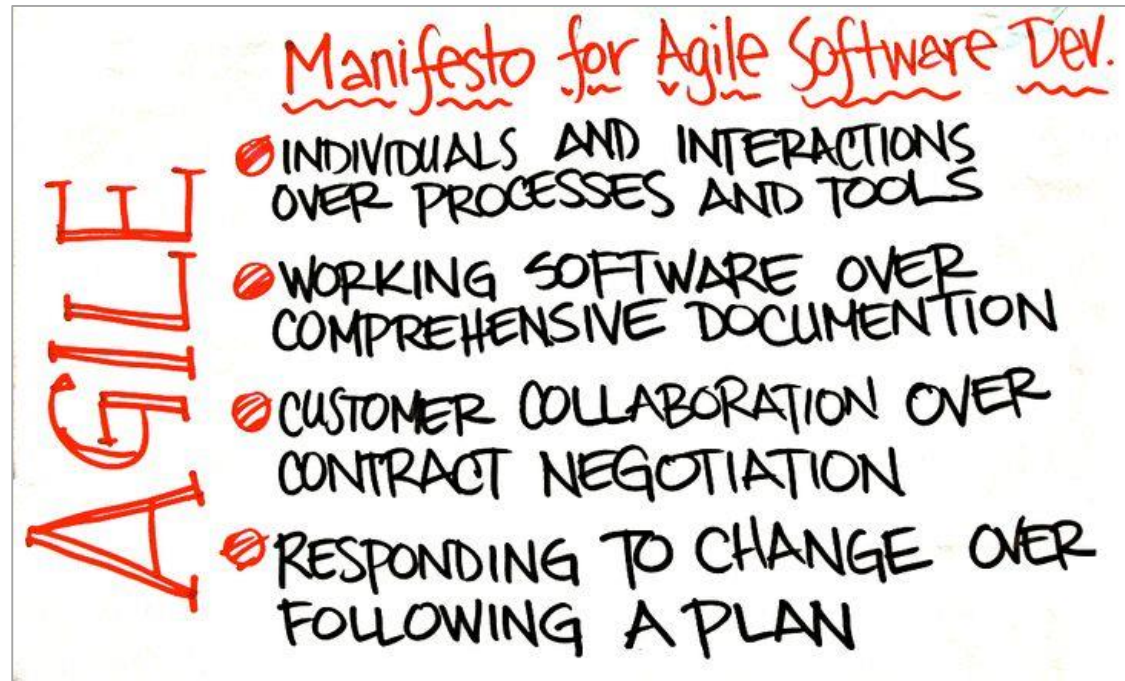 Manifesto for Agile Software Dev.
AGILE
INDIVIDUALS AND INTERACTIONS
OVER PROCESSES AND TOOLS
WORKING SOFTWARE OVER
COMPREHENSIVE DOCUMENTION
CUSTOMER COLLABORATION OVER
CONTRACT NEGOTIATION
RESPONDING TO CHANGE OVER
FOLLOWING A PLAN